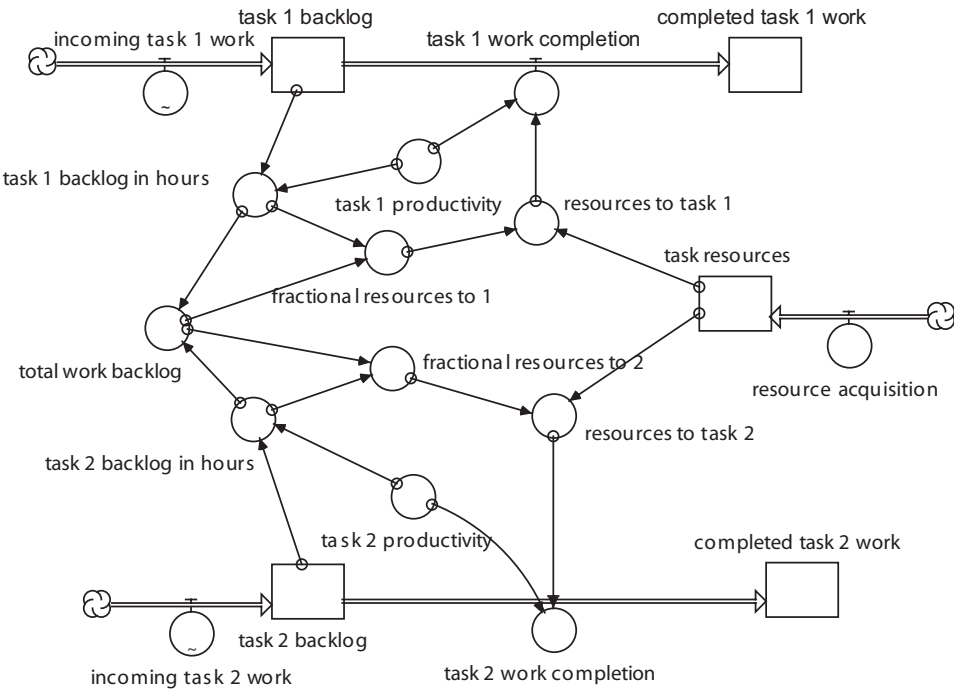 task 1 backlog
completed task 1 work
incoming task 1 work
task 1 work completion
~
task 1 backlog in hours
task 1 productivity
resources to task 1
task resources
fractional resources to 1
fractional resources to 2
total work backlog
resource acquisition
resources to task 2
task 2 backlog in hours
task 2 productivity
completed task 2 work
~
task 2 backlog
incoming task 2 work
task 2 work completion